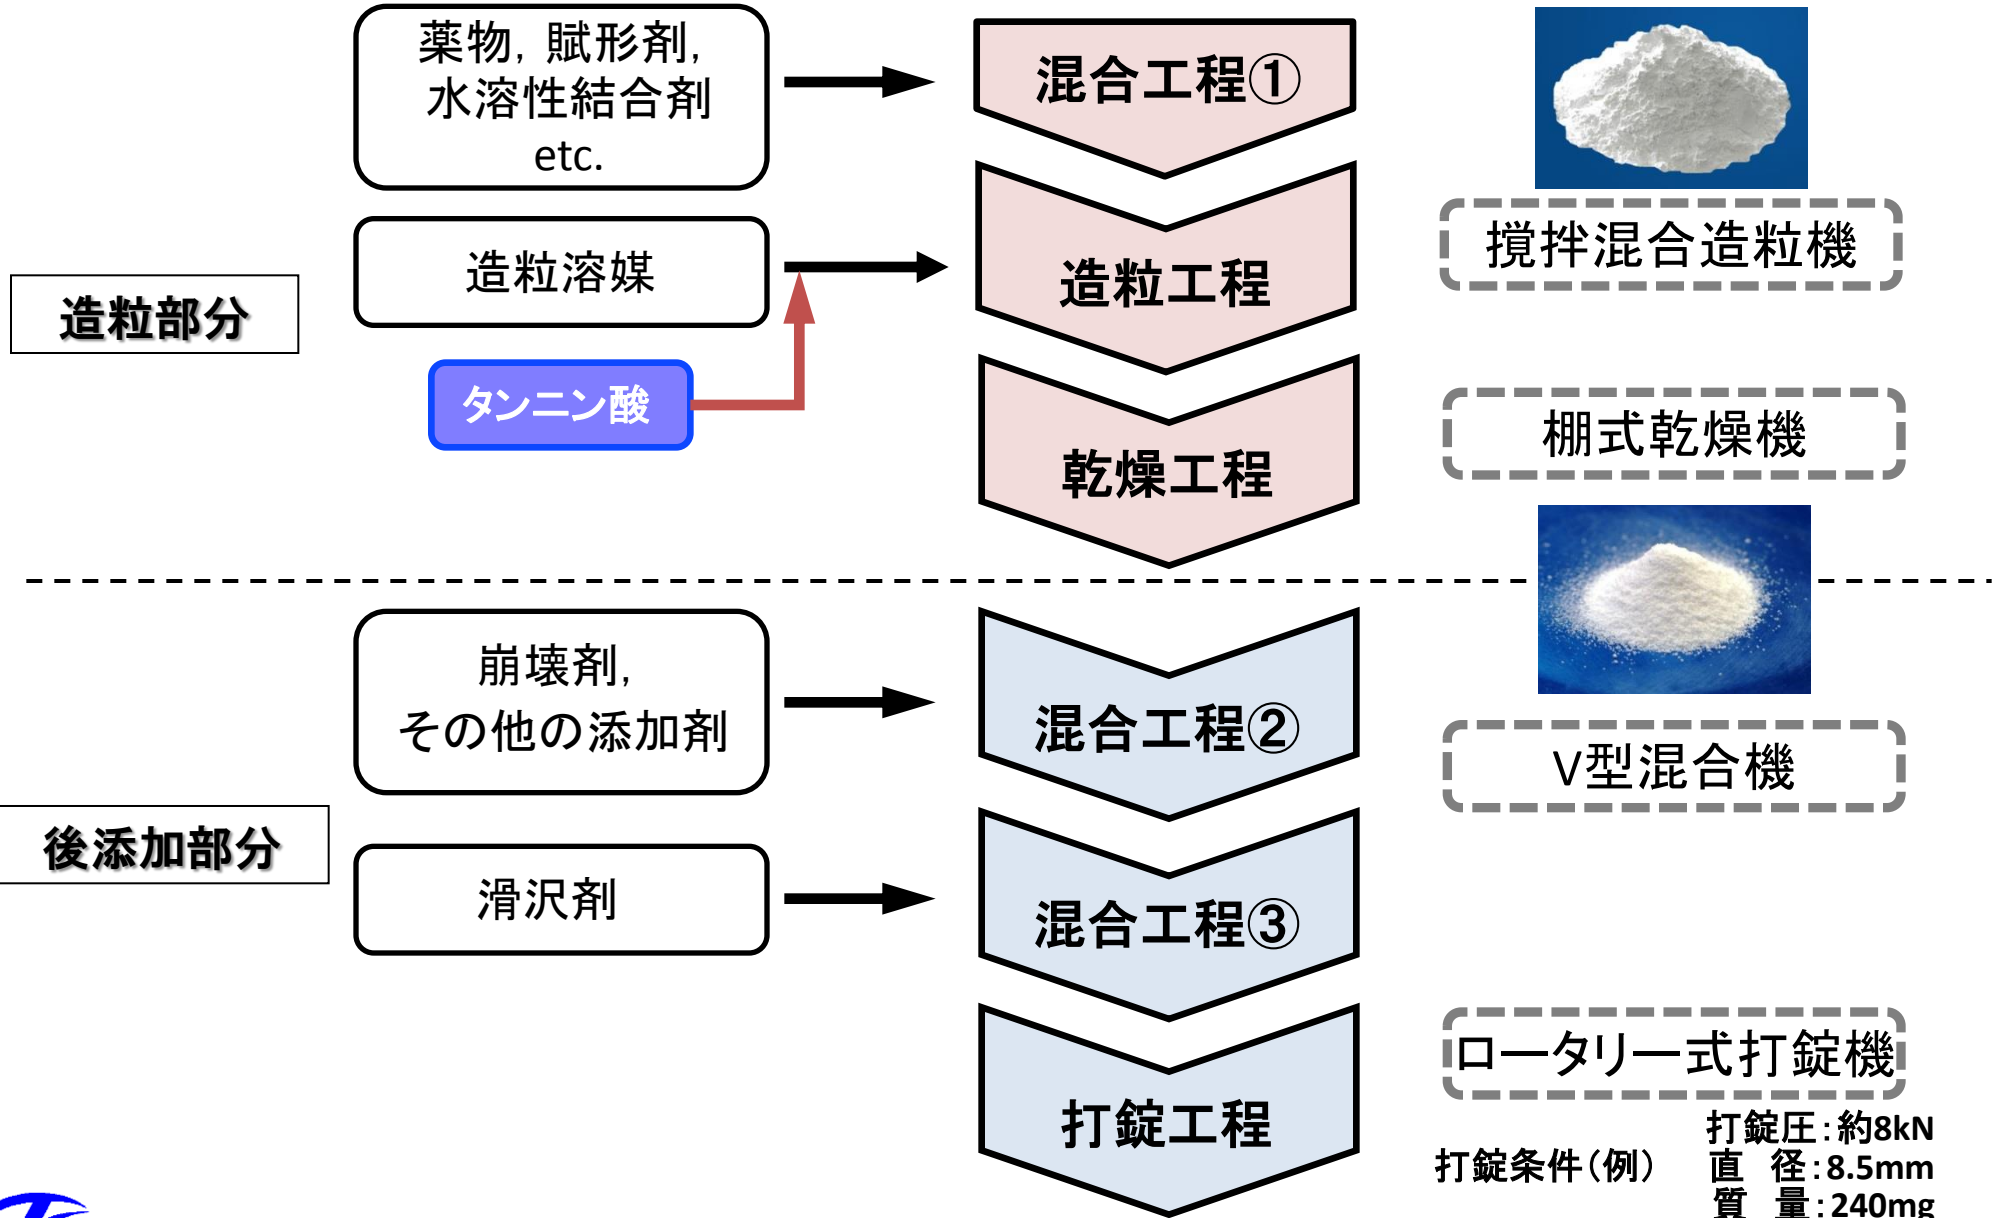 薬物，賦形剤，
水溶性結合剤
etc.
混合工程①
造粒溶媒
造粒工程
攪拌混合造粒機
造粒部分
タンニン酸
乾燥工程
棚式乾燥機
崩壊剤，
その他の添加剤
混合工程②
V型混合機
後添加部分
滑沢剤
混合工程③
ロータリー式打錠機
打錠工程
打錠条件（例）
打錠圧：約8kN
直　径：8.5mm
質　量：240mg